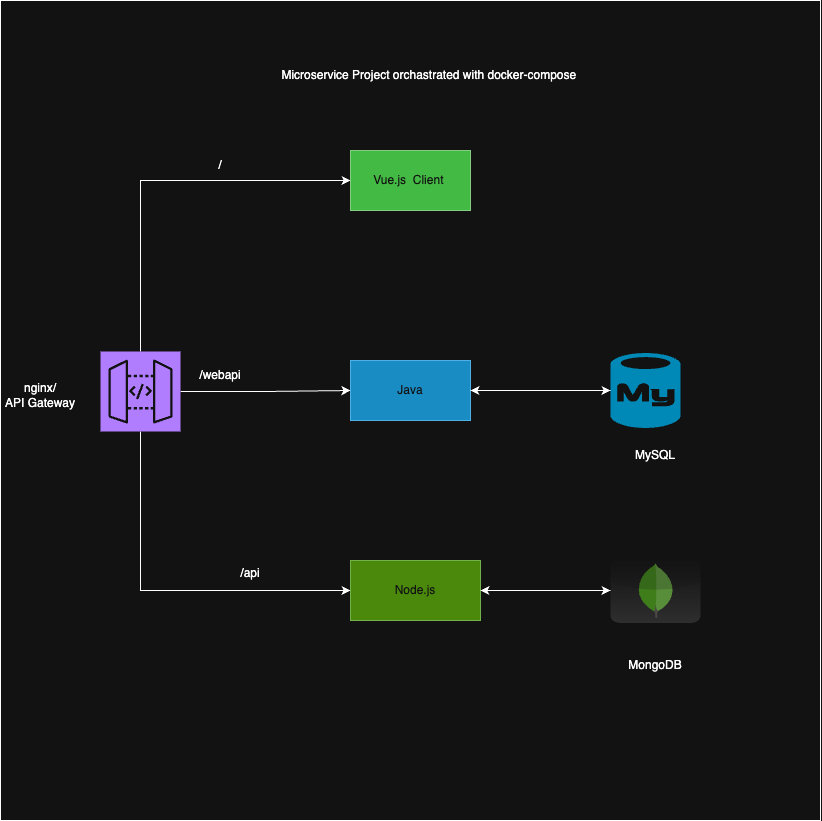 Microservice Project orchastrated with docker-compose
/
Vue.js  Client
nginx/
API Gateway
</>
/webapi
Java
My
MySQL
/api
Node.js
MongoDB